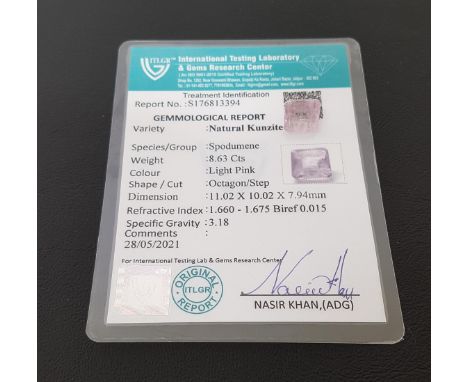 ITLGR™
International Testing Laboratory
& Gems Research Center
Treatment Identification
Report No. :S176813394
GEMMOLOGICAL REPORT
Variety :Natural Kunzite
Species/Group :Spodumene
Weight :8.63 Cts
Colour :Light Pink
Shape / Cut :Octagon/Step
Dimension :11.02 X 10.02 X 7.94mm
Refractive Index :1.660 - 1.675 Biref 0.015
Specific Gravity :3.18
Comments :
28/05/2021
For International Testing Lab & Gems Research Center
ORIGINAL
ITLGR
REPORT
NASIR KHAN,(ADG)